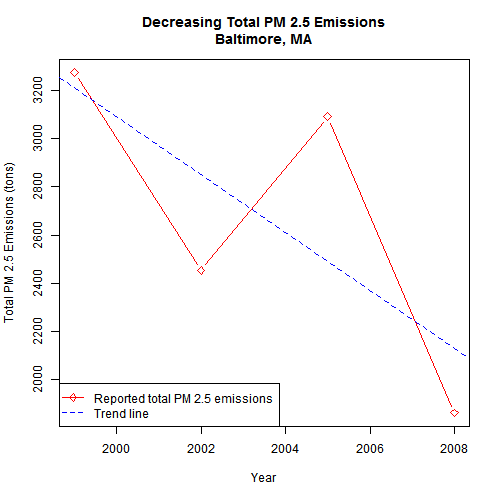 Decreasing Total PM 2.5 Emissions
Baltimore, MA
Total PM 2.5 Emissions (tons)
3200
3000
2800
2600
2400
2200
2000
Reported total PM 2.5 emissions
Trend line
2000 2002 2004 2006 2008
Year